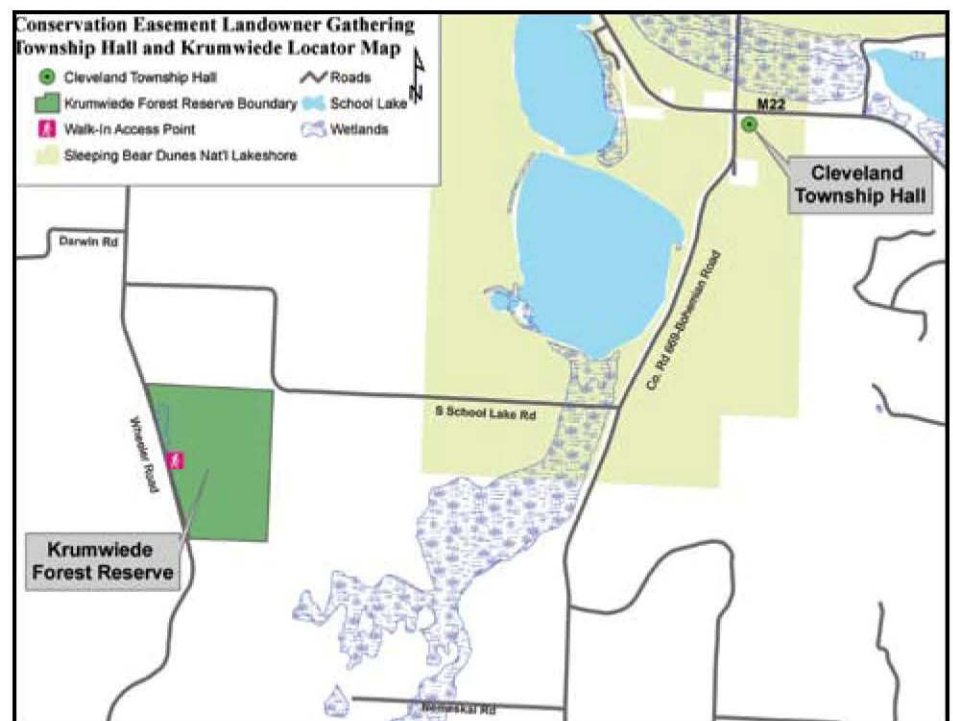 Conservation Easement Landowner Gathering
Township Hall and Krumwiede Locator Map
N
Cleveland Township Hall
Roads
Krumwiede Forest Reserve Boundary
School Lake
Walk-In Access Point
Wetlands
Sleeping Bear Dunes Nat'l Lakeshore
M22
Cleveland
Township Hall
Darwin Rd
Co. Rd 669-Bohemian Road
S School Lake Rd
Wheeler Road
Krumwiede
Forest Reserve
Nemeskal Rd